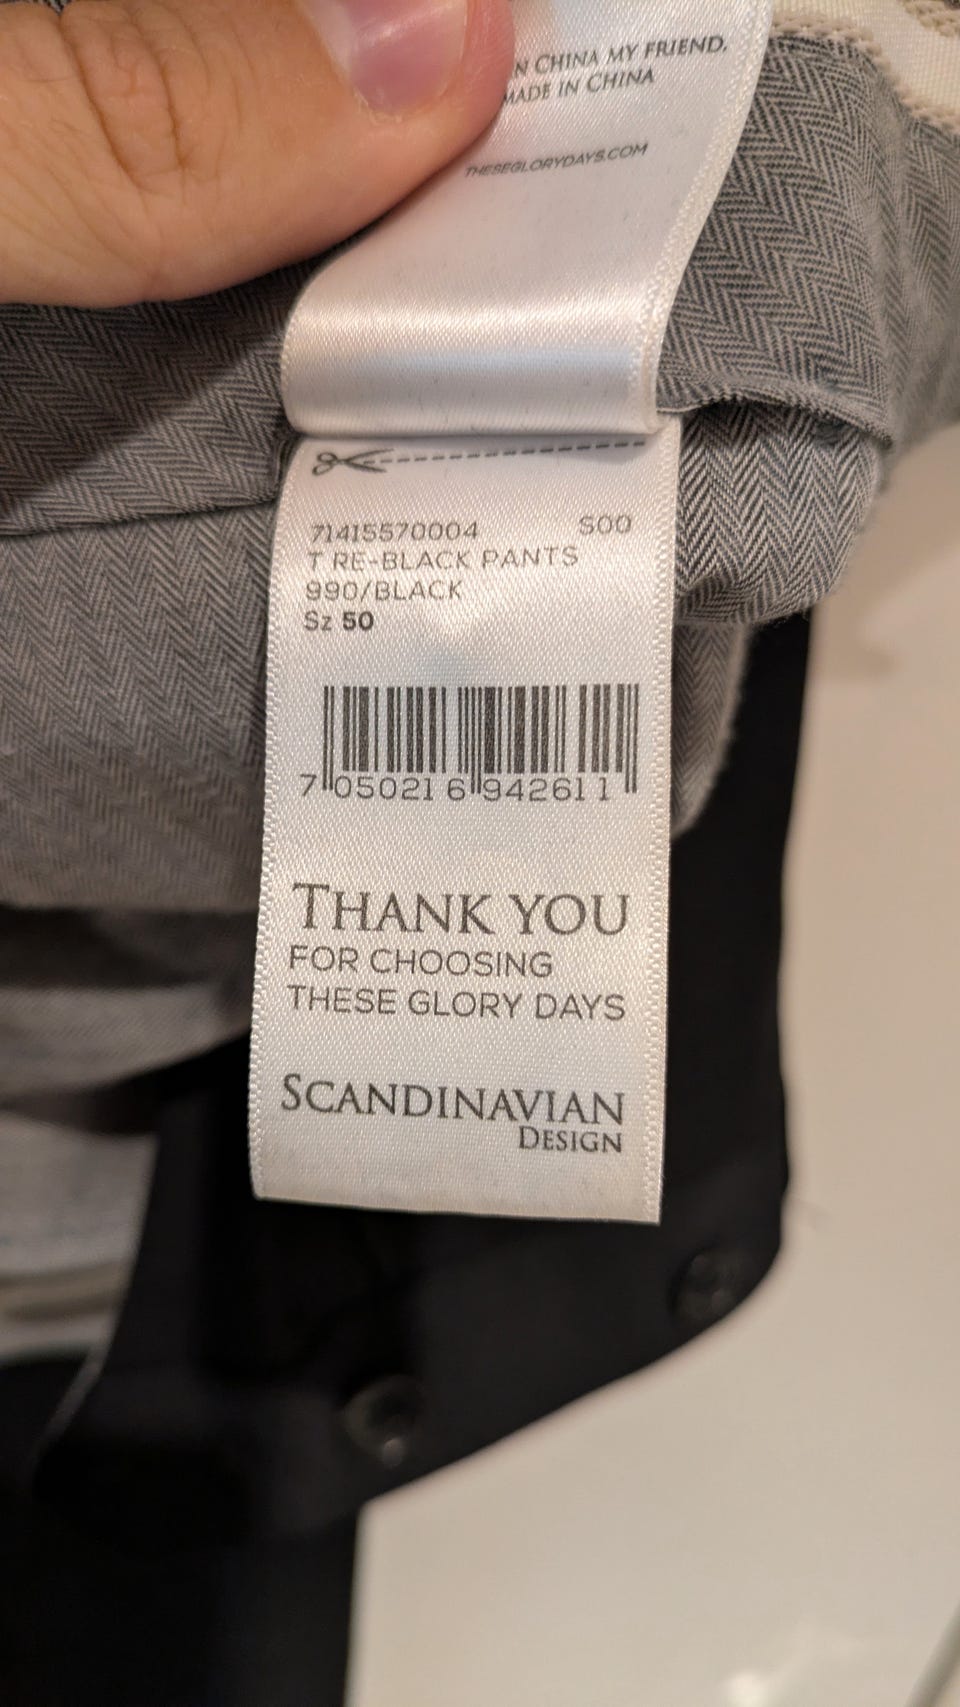 N CHINA MY FRIEND.
MADE IN CHINA
THESEGLORYDAYS.COM
71415570004 S00
T RE-BLACK PANTS
990/BLACK
Sz 50
7 050216 942611
THANK YOU
FOR CHOOSING
THESE GLORY DAYS
SCANDINAVIAN
DESIGN